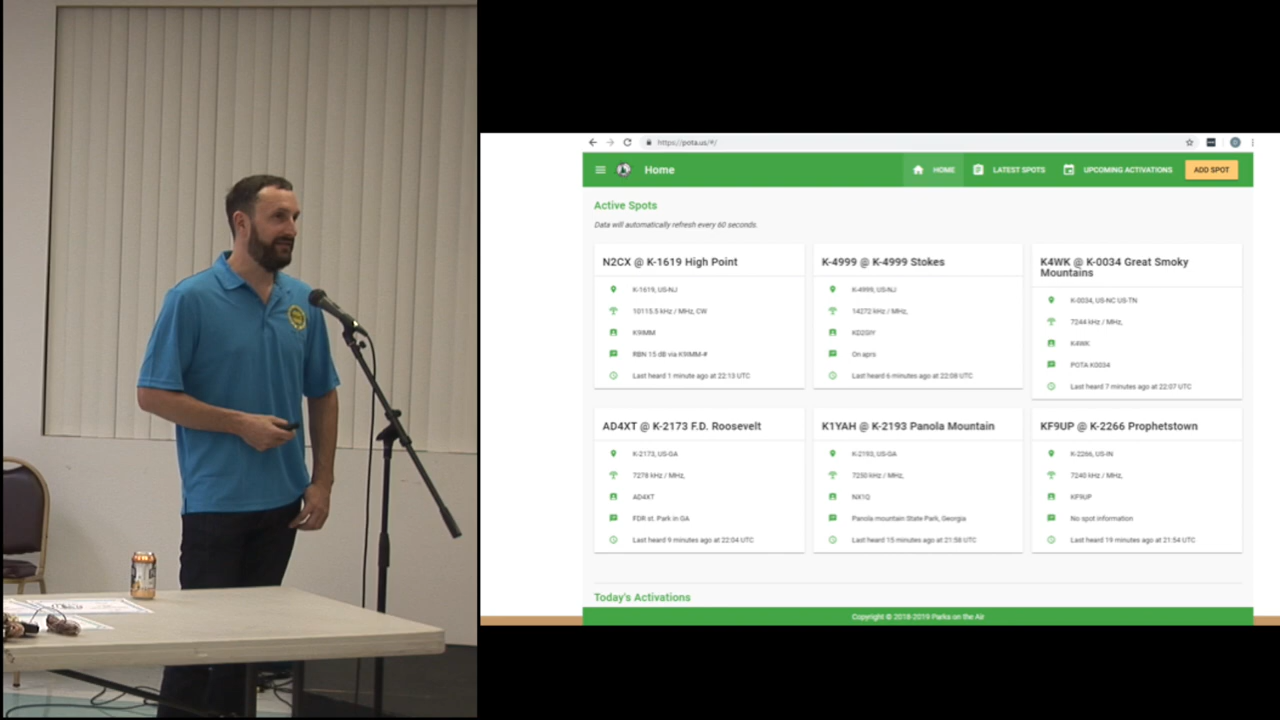 https://pota.us/#/
Home
HOME
LATEST SPOTS
UPCOMING ACTIVATIONS
ADD SPOT
Active Spots
Data will automatically refresh every 60 seconds.
N2CX @ K-1619 High Point
K-1619, US-NJ
10115.5 kHz / MHz, CW
K9IMM
RBN 15 dB via K9IMM-#
Last heard 1 minute ago at 22:13 UTC
K-4999 @ K-4999 Stokes
K-4999, US-NJ
14272 kHz / MHz,
KD2GIY
On apro
Last heard 6 minutes ago at 22:08 UTC
K4WK @ K-0034 Great Smoky
Mountains
K-0034, US-NC US-TN
7244 kHz / MHz,
K4WK
POTA K0034
Last heard 7 minutes ago at 22:07 UTC
AD4XT @ K-2173 F.D. Roosevelt
K-2173, US-GA
7278 kHz / MHz,
AD4XT
FDR st. Park in GA
Last heard 9 minutes ago at 22:04 UTC
K1YAH @ K-2193 Panola Mountain
K-2193, US-GA
7250 kHz / MHz,
NX1Q
Panola mountain State Park, Georgia
Last heard 15 minutes ago at 21:58 UTC
KF9UP @ K-2266 Prophetstown
K-2266, US-IN
7240 kHz / MHz,
KF9UP
No spot information
Last heard 19 minutes ago at 21:54 UTC
Today's Activations
Copyright © 2018-2019 Parks on the Air